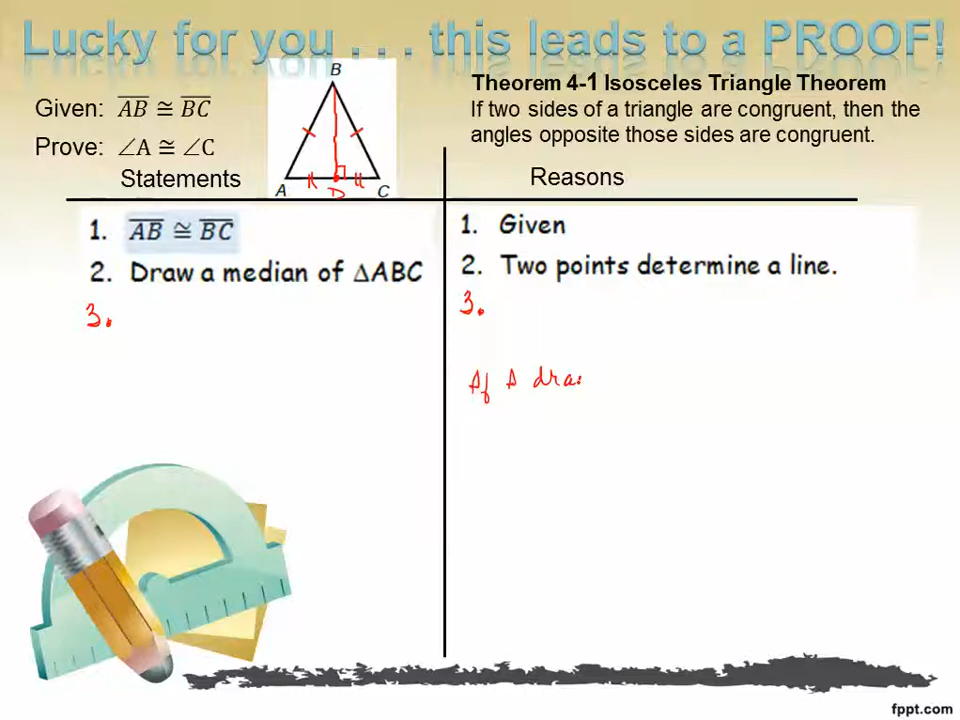 Lucky for you . . . this leads to a PROOF!
Given: AB ≅ BC
Prove: ∠A ≅ ∠C
B
A
D
C
Theorem 4-1 Isosceles Triangle Theorem
If two sides of a triangle are congruent, then the
angles opposite those sides are congruent.
Statements
Reasons
1. AB ≅ BC
2. Draw a median of △ABC
3.
1. Given
2. Two points determine a line.
3.
fppt.com